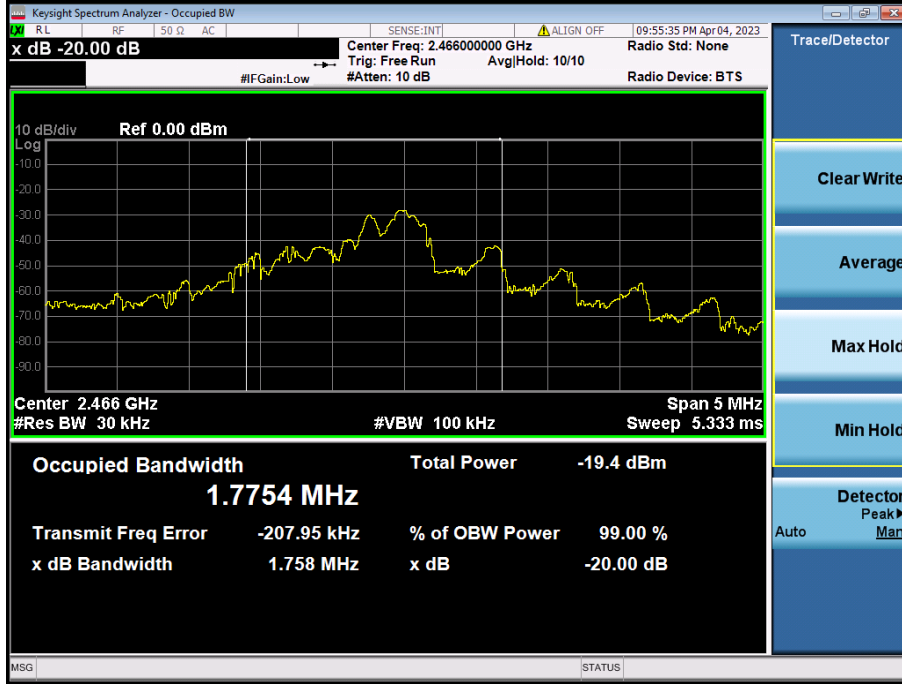 Keysight Spectrum Analyzer - Occupied BW
LXI RL RF 50 Ω AC SENSE:INT ALIGN OFF 09:55:35 PM Apr 04, 2023
x dB -20.00 dB
Center Freq: 2.466000000 GHz Radio Std: None
Trig: Free Run Avg|Hold: 10/10
#IFGain:Low #Atten: 10 dB Radio Device: BTS
10 dB/div Ref 0.00 dBm
Log
-10.0
-20.0
-30.0
-40.0
-50.0
-60.0
-70.0
-80.0
-90.0
Center 2.466 GHz Span 5 MHz
#Res BW 30 kHz #VBW 100 kHz Sweep 5.333 ms
Occupied Bandwidth Total Power -19.4 dBm
1.7754 MHz
Transmit Freq Error -207.95 kHz % of OBW Power 99.00 %
x dB Bandwidth 1.758 MHz x dB -20.00 dB
MSG STATUS
Trace/Detector
Clear Write
Average
Max Hold
Min Hold
Detector
Peak
Auto Man